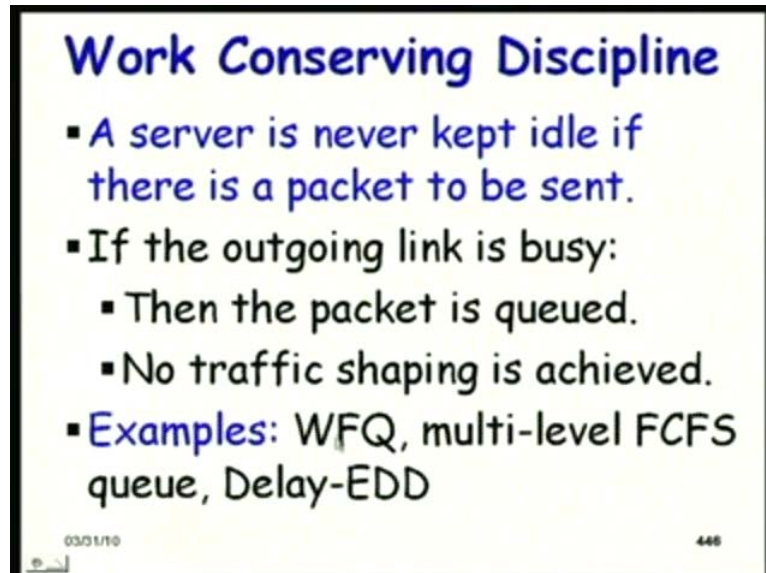 Work Conserving Discipline
▪ A server is never kept idle if
there is a packet to be sent.
▪ If the outgoing link is busy:
▪ Then the packet is queued.
▪ No traffic shaping is achieved.
▪ Examples: WFQ, multi-level FCFS
queue, Delay-EDD
03/31/10
446